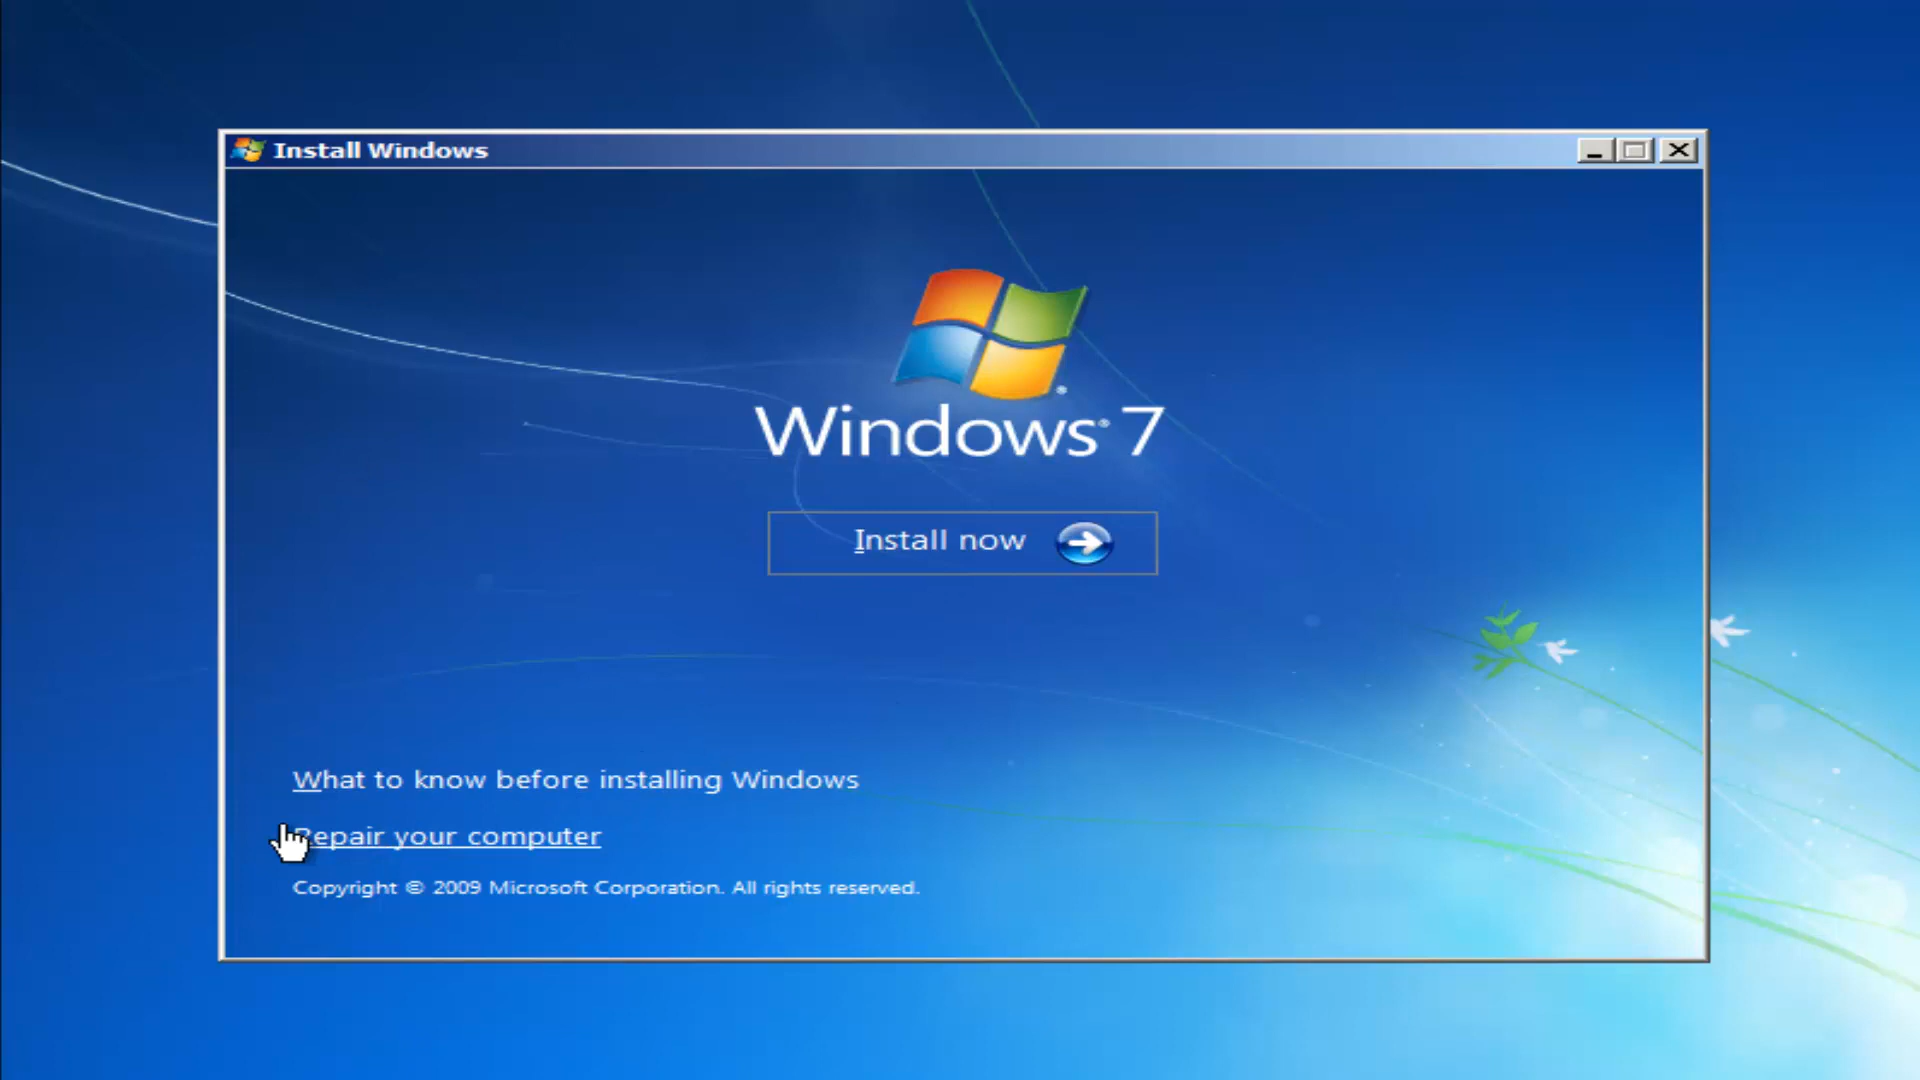 Install Windows
Windows® 7
Install now
What to know before installing Windows
Repair your computer
Copyright © 2009 Microsoft Corporation. All rights reserved.